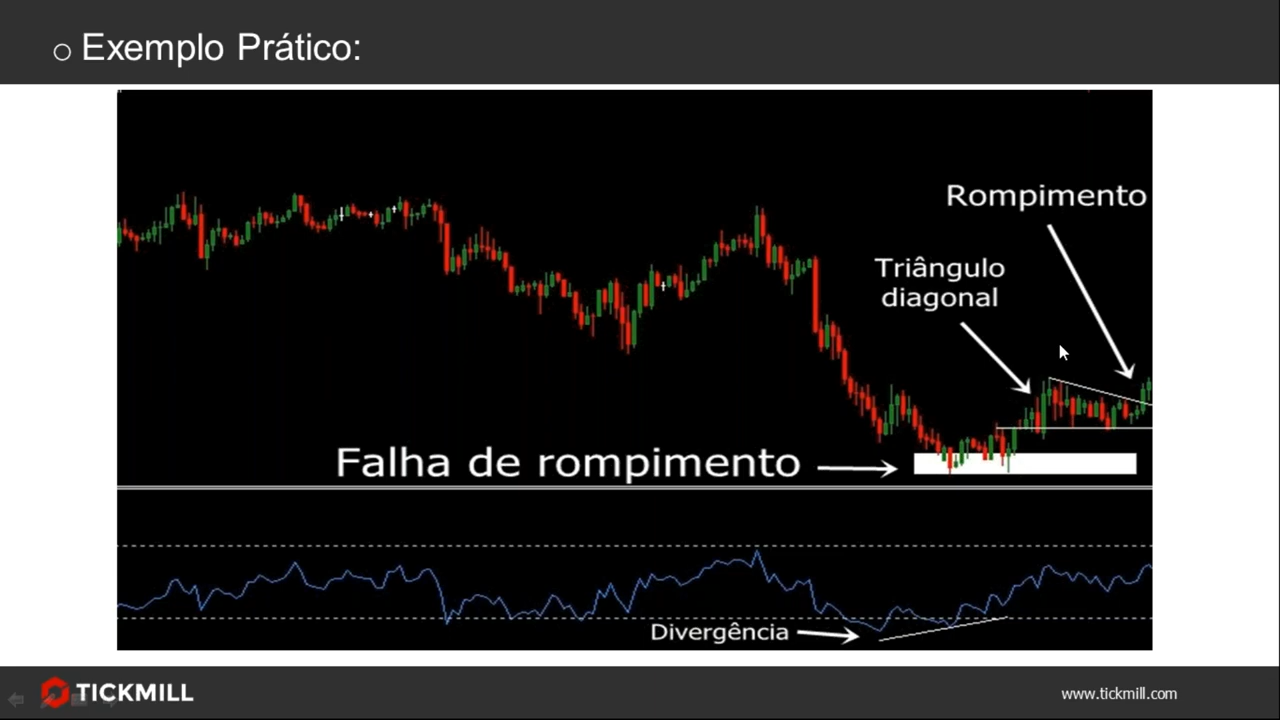 Exemplo Prático:
Rompimento
Triângulo
diagonal
Falha de rompimento
Divergência
TICKMILL
www.tickmill.com